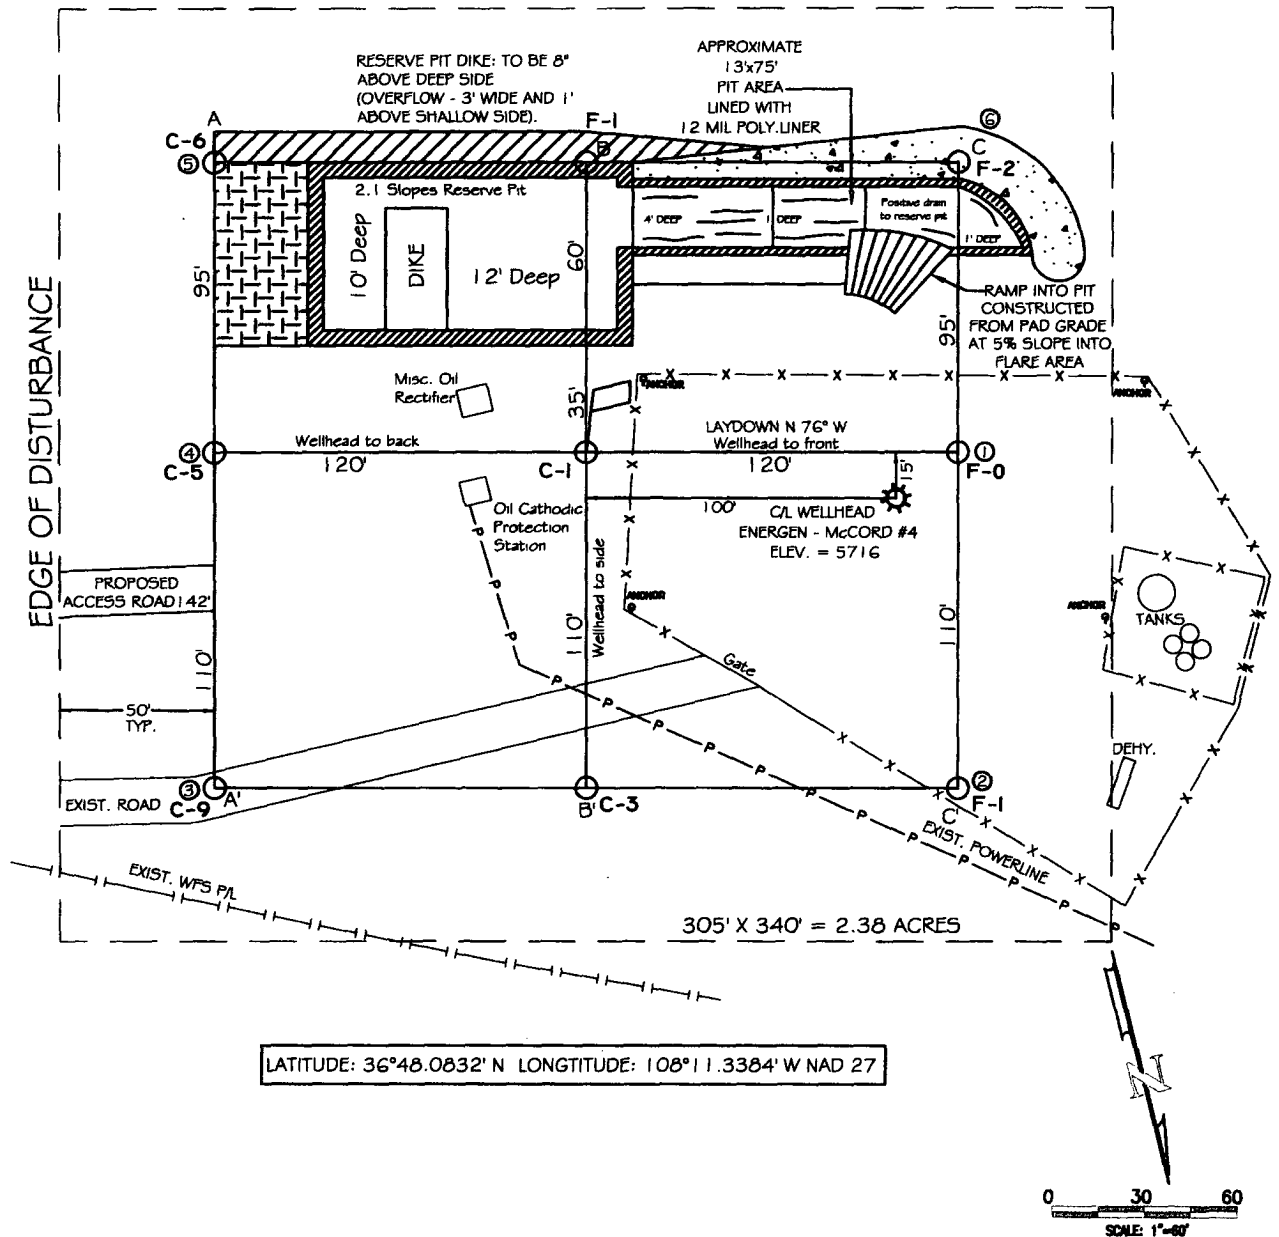 RESERVE PIT DIKE: TO BE 8"
ABOVE DEEP SIDE
(OVERFLOW - 3' WIDE AND 1'
ABOVE SHALLOW SIDE).
APPROXIMATE
13'x75'
PIT AREA
LINED WITH
12 MIL POLY.LINER
A
C-6
5
F-1
B
6
C
F-2
2.1 Slopes Reserve Pit
10' Deep
DIKE
12' Deep
60'
4' DEEP
1' DEEP
Positive drain
to reserve pit
1' DEEP
95'
95'
RAMP INTO PIT
CONSTRUCTED
FROM PAD GRADE
AT 5% SLOPE INTO
FLARE AREA
EDGE OF DISTURBANCE
Misc. Oil
Rectifier
35'
ANCHOR
ANCHOR
LAYDOWN N 76° W
Wellhead to back
Wellhead to front
4
C-5
120'
C-1
120'
1
F-0
15'
100'
Oil Cathodic
Protection
Station
C/L WELLHEAD
ENERGEN - McCORD #4
ELEV. = 5716
PROPOSED
ACCESS ROAD 142'
Wellhead to side
ANCHOR
ANCHOR
TANKS
110'
110'
110'
Gate
50'
TYP.
DEHY.
3
C-9
A'
EXIST. ROAD
B'
C-3
2
F-1
C'
EXIST. POWERLINE
EXIST. WFS P/L
305' X 340' = 2.38 ACRES
LATITUDE: 36°48.0832' N LONGTITUDE: 108°11.3384' W NAD 27
N
0 30 60
SCALE: 1"=60'